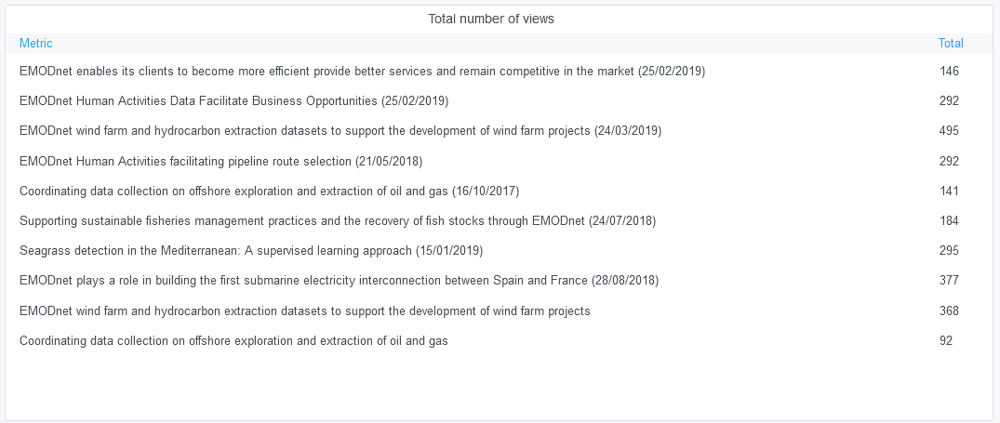 Total number of views
Metric Total
EMODnet enables its clients to become more efficient provide better services and remain competitive in the market (25/02/2019) 146
EMODnet Human Activities Data Facilitate Business Opportunities (25/02/2019) 292
EMODnet wind farm and hydrocarbon extraction datasets to support the development of wind farm projects (24/03/2019) 495
EMODnet Human Activities facilitating pipeline route selection (21/05/2018) 292
Coordinating data collection on offshore exploration and extraction of oil and gas (16/10/2017) 141
Supporting sustainable fisheries management practices and the recovery of fish stocks through EMODnet (24/07/2018) 184
Seagrass detection in the Mediterranean: A supervised learning approach (15/01/2019) 295
EMODnet plays a role in building the first submarine electricity interconnection between Spain and France (28/08/2018) 377
EMODnet wind farm and hydrocarbon extraction datasets to support the development of wind farm projects 368
Coordinating data collection on offshore exploration and extraction of oil and gas 92